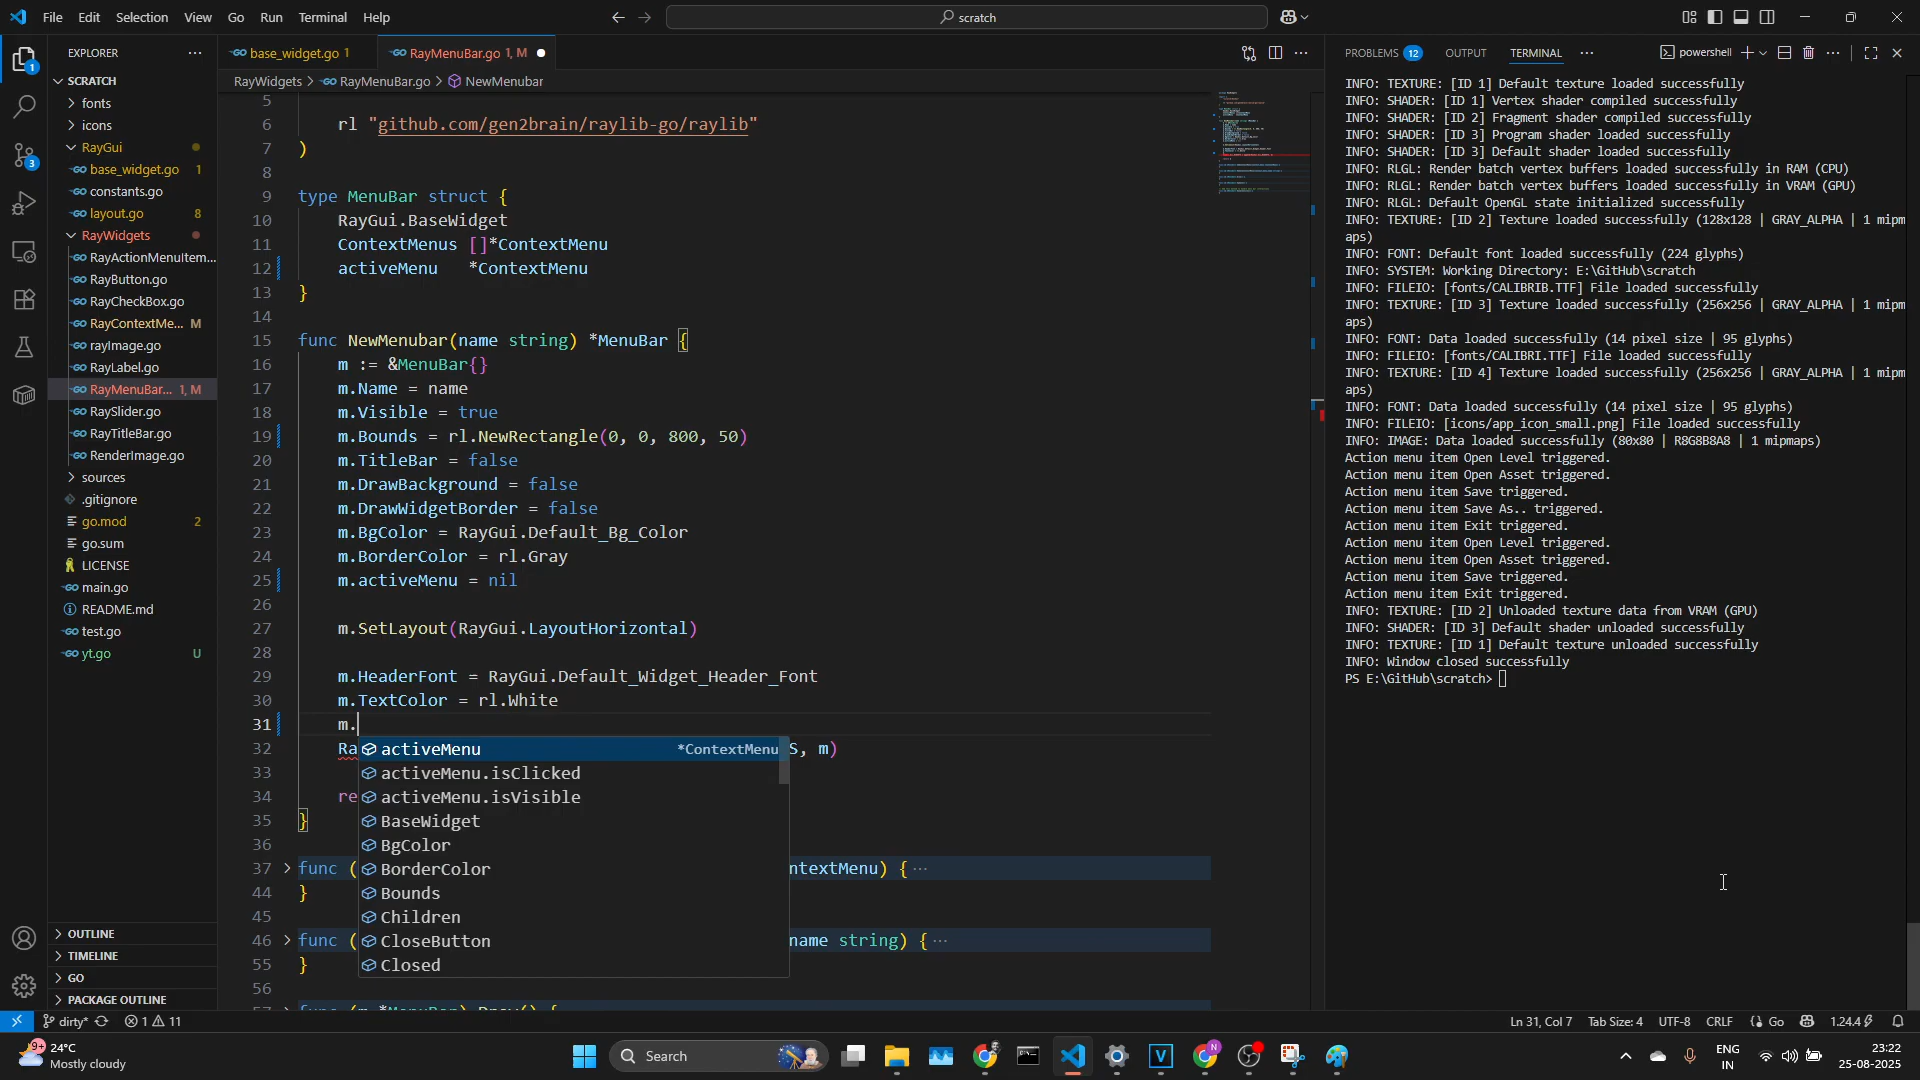 File Edit Selection View Go Run Terminal Help
scratch
EXPLORER
SCRATCH
fonts
icons
RayGui
base_widget.go 1
constants.go
layout.go 8
RayWidgets
RayActionMenuItem...
RayButton.go
RayCheckBox.go
RayContextMe... M
rayImage.go
RayLabel.go
RayMenuBar... 1, M
RaySlider.go
RayTitleBar.go
RenderImage.go
sources
.gitignore
go.mod 2
go.sum
LICENSE
main.go
README.md
test.go
yt.go U
OUTLINE
TIMELINE
GO
PACKAGE OUTLINE
base_widget.go 1
RayMenuBar.go 1, M
RayWidgets > RayMenuBar.go > NewMenubar
5
6 rl "github.com/gen2brain/raylib-go/raylib"
7 )
8
9 type MenuBar struct {
10 RayGui.BaseWidget
11 ContextMenus []*ContextMenu
12 activeMenu *ContextMenu
13 }
14
15 func NewMenubar(name string) *MenuBar {
16 m := &MenuBar{}
17 m.Name = name
18 m.Visible = true
19 m.Bounds = rl.NewRectangle(0, 0, 800, 50)
20 m.TitleBar = false
21 m.DrawBackground = false
22 m.DrawWidgetBorder = false
23 m.BgColor = RayGui.Default_Bg_Color
24 m.BorderColor = rl.Gray
25 m.activeMenu = nil
26
27 m.SetLayout(RayGui.LayoutHorizontal)
28
29 m.HeaderFont = RayGui.Default_Widget_Header_Font
30 m.TextColor = rl.White
31 m.
32 Ra S, m)
33
34 re
35 }
36
37 func ( ntextMenu) { ...
44 }
45
46 func ( name string) { ...
55 }
56
activeMenu *ContextMenu
activeMenu.isClicked
activeMenu.isVisible
BaseWidget
BgColor
BorderColor
Bounds
Children
CloseButton
Closed
PROBLEMS 12 OUTPUT TERMINAL
powershell
INFO: TEXTURE: [ID 1] Default texture loaded successfully
INFO: SHADER: [ID 1] Vertex shader compiled successfully
INFO: SHADER: [ID 2] Fragment shader compiled successfully
INFO: SHADER: [ID 3] Program shader loaded successfully
INFO: SHADER: [ID 3] Default shader loaded successfully
INFO: RLGL: Render batch vertex buffers loaded successfully in RAM (CPU)
INFO: RLGL: Render batch vertex buffers loaded successfully in VRAM (GPU)
INFO: RLGL: Default OpenGL state initialized successfully
INFO: TEXTURE: [ID 2] Texture loaded successfully (128x128 | GRAY_ALPHA | 1 mipm
aps)
INFO: FONT: Default font loaded successfully (224 glyphs)
INFO: SYSTEM: Working Directory: E:\GitHub\scratch
INFO: FILEIO: [fonts/CALIBRIB.TTF] File loaded successfully
INFO: TEXTURE: [ID 3] Texture loaded successfully (256x256 | GRAY_ALPHA | 1 mipm
aps)
INFO: FONT: Data loaded successfully (14 pixel size | 95 glyphs)
INFO: FILEIO: [fonts/CALIBRI.TTF] File loaded successfully
INFO: TEXTURE: [ID 4] Texture loaded successfully (256x256 | GRAY_ALPHA | 1 mipm
aps)
INFO: FONT: Data loaded successfully (14 pixel size | 95 glyphs)
INFO: FILEIO: [icons/app_icon_small.png] File loaded successfully
INFO: IMAGE: Data loaded successfully (80x80 | R8G8B8A8 | 1 mipmaps)
Action menu item Open Level triggered.
Action menu item Open Asset triggered.
Action menu item Save triggered.
Action menu item Save As.. triggered.
Action menu item Exit triggered.
Action menu item Open Level triggered.
Action menu item Open Asset triggered.
Action menu item Save triggered.
Action menu item Exit triggered.
INFO: TEXTURE: [ID 2] Unloaded texture data from VRAM (GPU)
INFO: SHADER: [ID 3] Default shader unloaded successfully
INFO: TEXTURE: [ID 1] Default texture unloaded successfully
INFO: Window closed successfully
PS E:\GitHub\scratch>
dirty* 1 11
Ln 31, Col 7 Tab Size: 4 UTF-8 CRLF Go 1.24.4
24°C
Mostly cloudy
Search
ENG
IN
23:22
25-08-2025